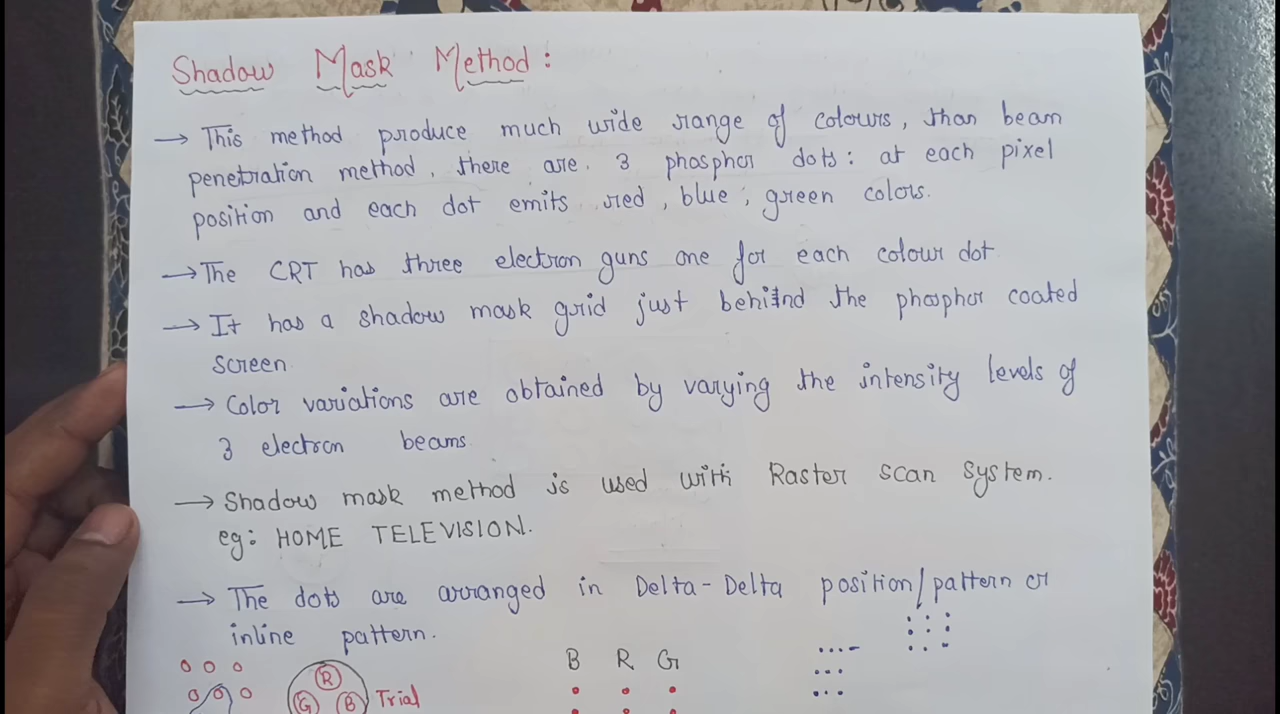 Shadow Mask Method:
→ This method produce much wide range of colours, than beam
penetration method. there are 3 phosphor dots: at each pixel
position and each dot emits red, blue, green colors.
→ The CRT has three electron guns one for each colour dot
→ It has a shadow mask grid just behind the phosphor coated
screen.
→ Color variations are obtained by varying the intensity levels of
3 electron beams.
→ Shadow mask method is used with Raster scan system.
eg: HOME TELEVISION.
→ The dots are arranged in Delta-Delta position/pattern or
inline pattern.
B R G
R
G B Trial